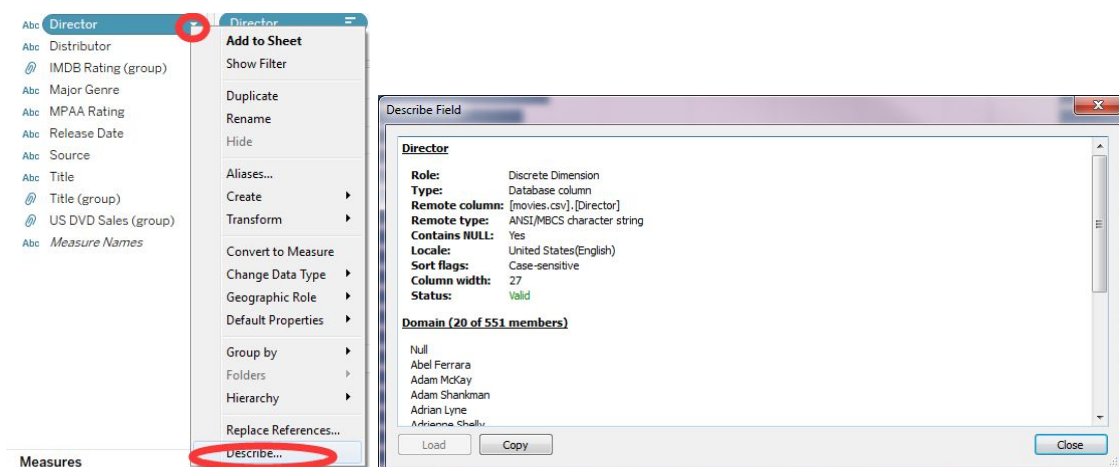 Abc Director
Abc Distributor
IMDB Rating (group)
Abc Major Genre
Abc MPAA Rating
Abc Release Date
Abc Source
Abc Title
Title (group)
US DVD Sales (group)
Abc Measure Names
Measures
Director
Add to Sheet
Show Filter
Duplicate
Rename
Hide
Aliases...
Create
Transform
Convert to Measure
Change Data Type
Geographic Role
Default Properties
Group by
Folders
Hierarchy
Replace References...
Describe...
Describe Field
X
Director
Role: Discrete Dimension
Type: Database column
Remote column: [movies.csv].[Director]
Remote type: ANSI/MBCS character string
Contains NULL: Yes
Locale: United States(English)
Sort flags: Case-sensitive
Column width: 27
Status: Valid
Domain (20 of 551 members)
Null
Abel Ferrara
Adam McKay
Adam Shankman
Adrian Lyne
Adrienne Shelly
Load Copy Close